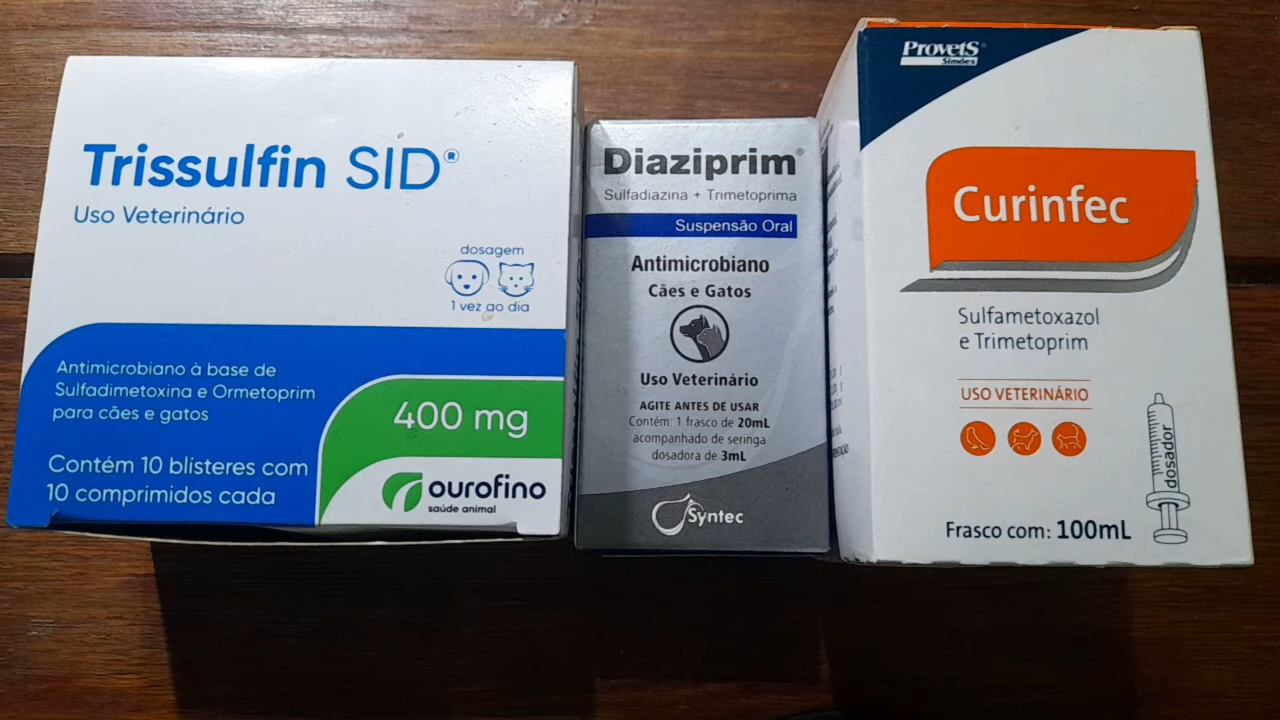 Trissulfin SID®
Uso Veterinário
dosagem
1 vez ao dia
Antimicrobiano à base de
Sulfadimetoxina e Ormetoprim
para cães e gatos
400 mg
Contém 10 blísteres com
10 comprimidos cada
ourofino
saúde animal
Diaziprim®
Sulfadiazina + Trimetoprima
Suspensão Oral
Antimicrobiano
Cães e Gatos
Uso Veterinário
AGITE ANTES DE USAR
Contém: 1 frasco de 20mL
acompanhado de seringa
dosadora de 3mL
Syntec
Provets®
Simões
Curinfec
Sulfametoxazol
e Trimetoprim
USO VETERINÁRIO
dosador
Frasco com: 100mL